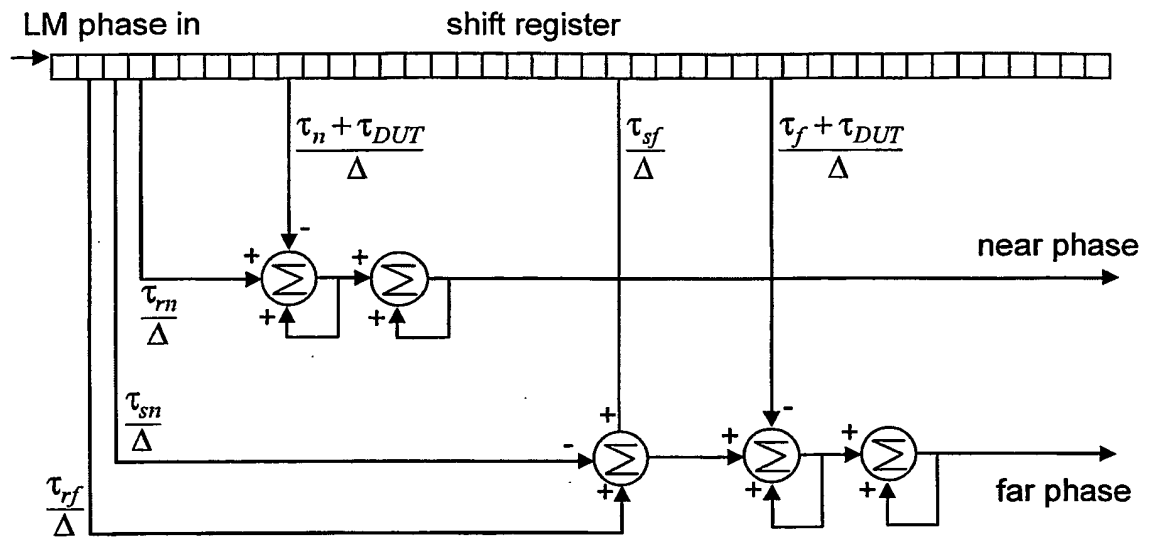 LM phase in
shift register
τn + τDUT
Δ
τsf
Δ
τf + τDUT
Δ
-
+
Σ
+
+
Σ
+
near phase
τrn
Δ
τsn
Δ
-
+
Σ
+
-
+
Σ
+
+
Σ
+
far phase
τrf
Δ